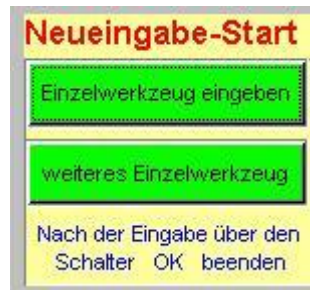 Neueingabe-Start
Einzelwerkzeug eingeben
weiteres Einzelwerkzeug
Nach der Eingabe über den
Schalter OK beenden